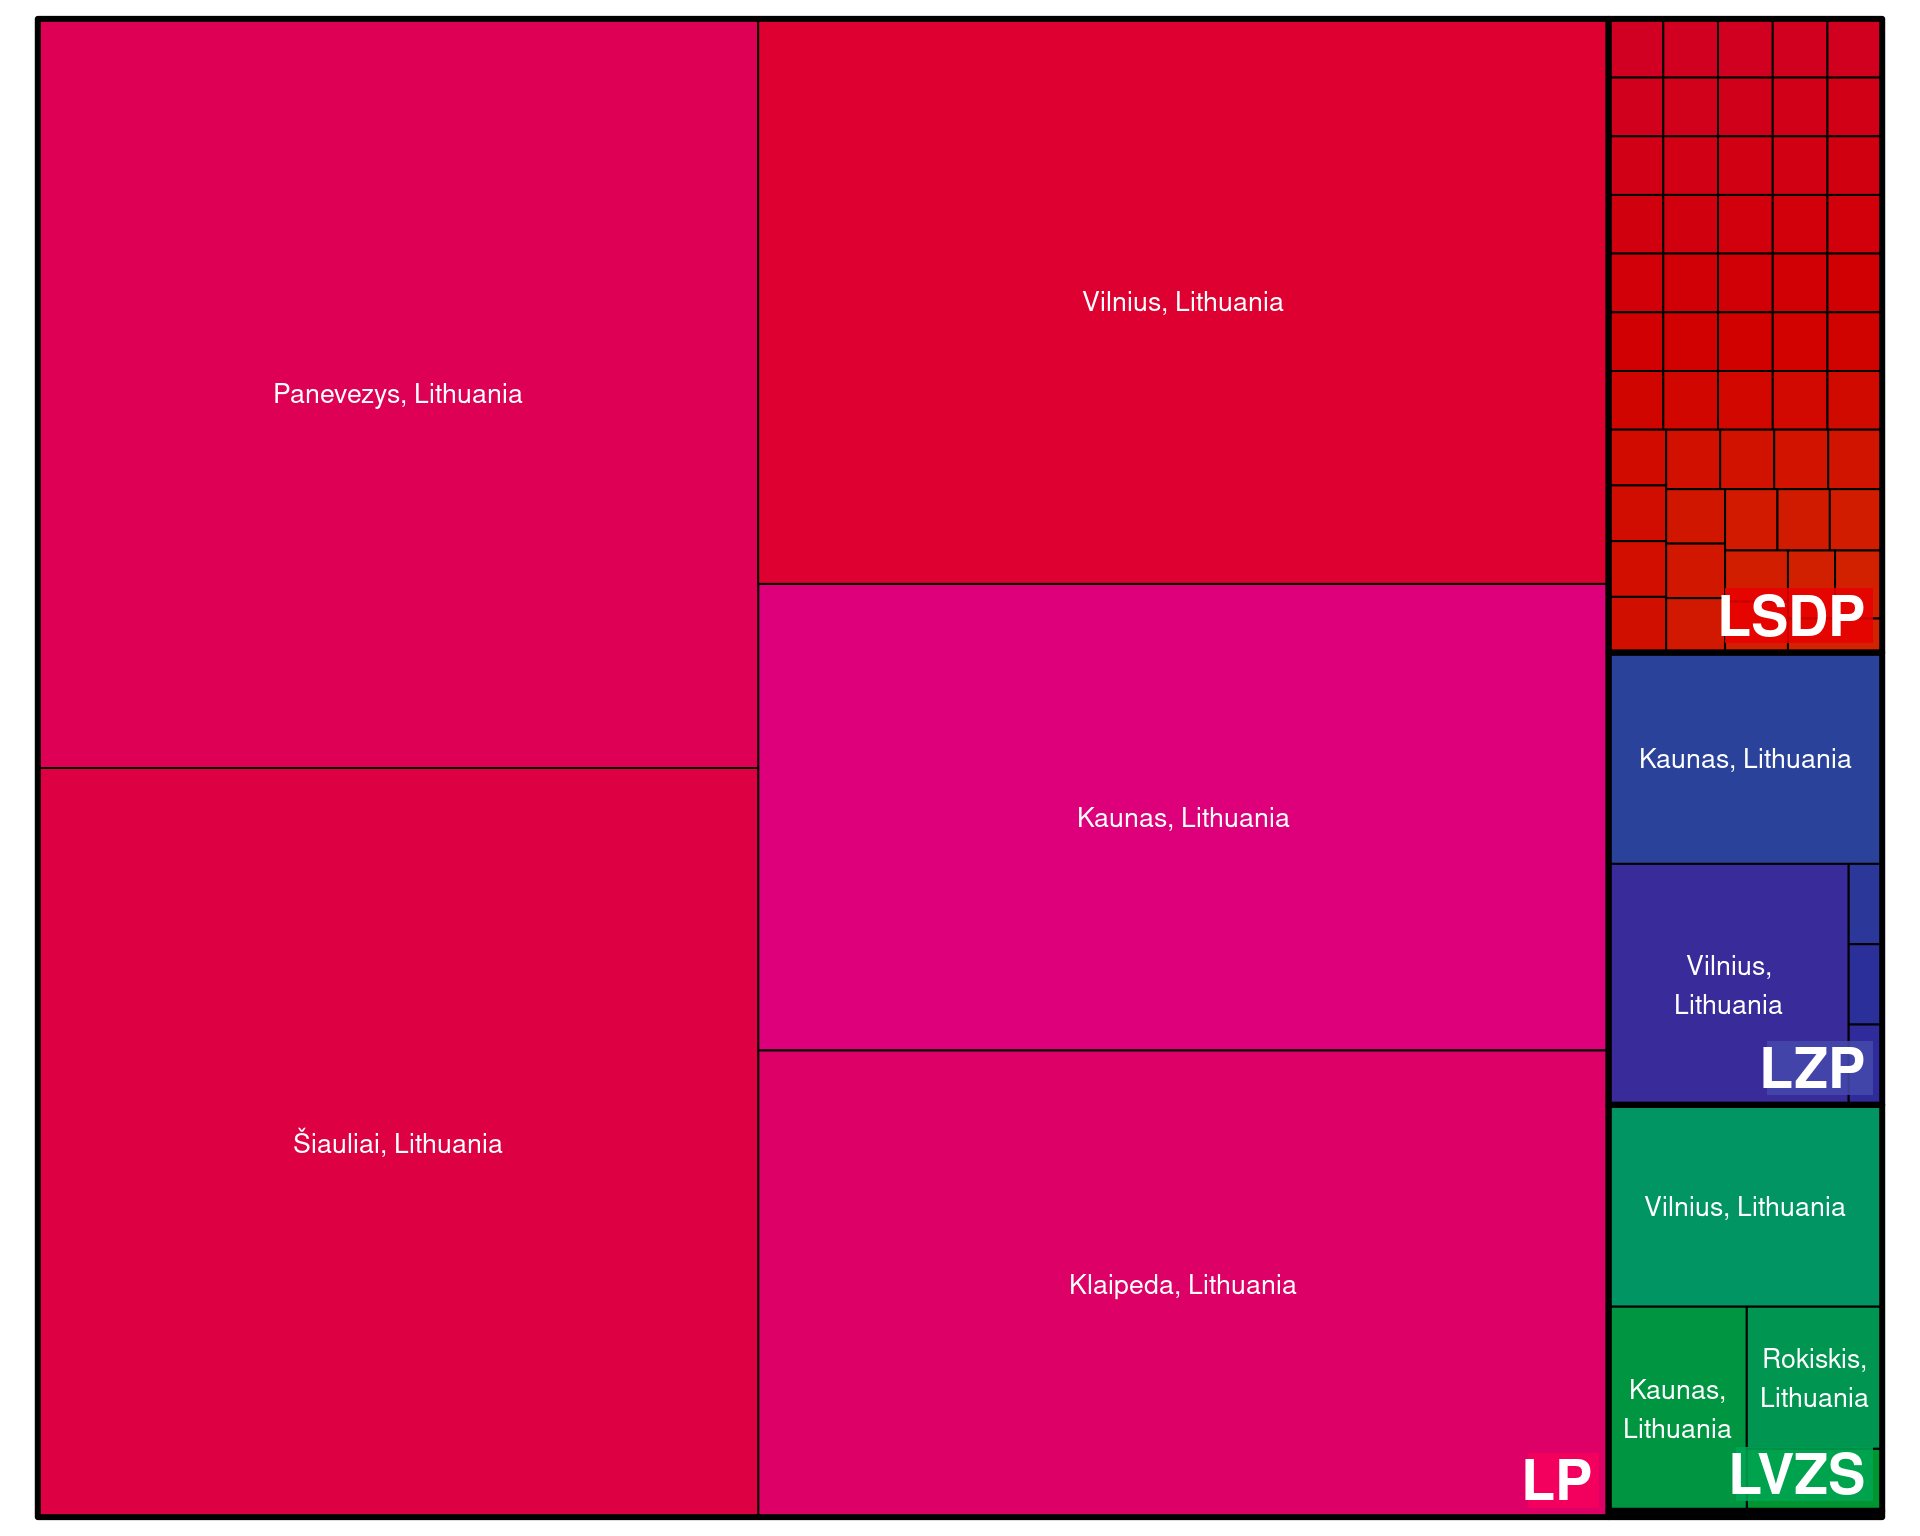 Panevezys, Lithuania
Šiauliai, Lithuania
Vilnius, Lithuania
Kaunas, Lithuania
Klaipeda, Lithuania
LP
LSDP
Kaunas, Lithuania
Vilnius,
Lithuania
LZP
Vilnius, Lithuania
Kaunas,
Lithuania
Rokiskis,
Lithuania
LVZS